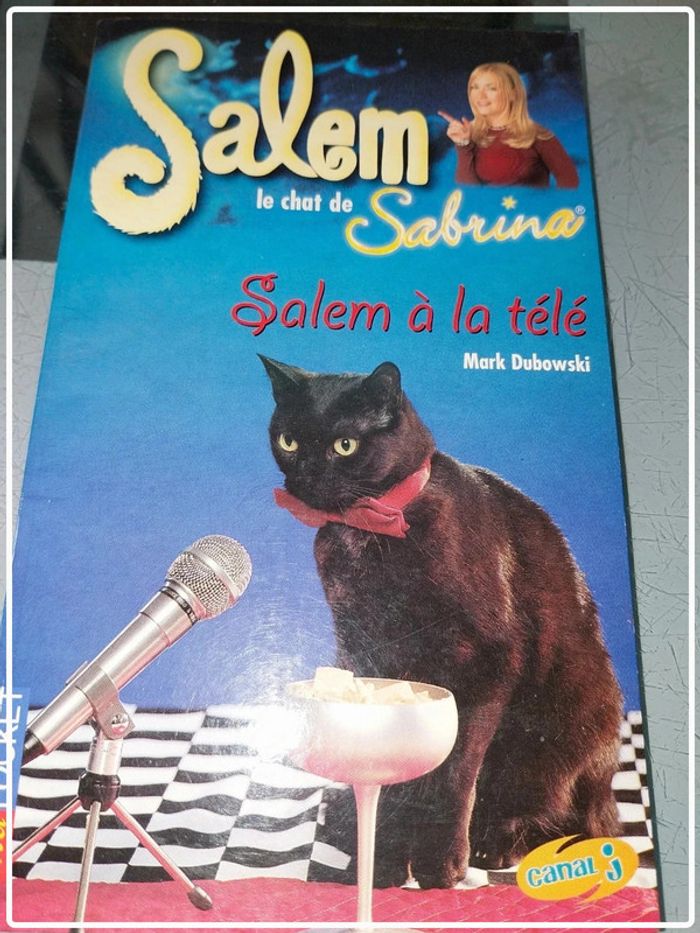 Salem
le chat de
Sabrina®
Salem à la télé
Mark Dubowski
canal J